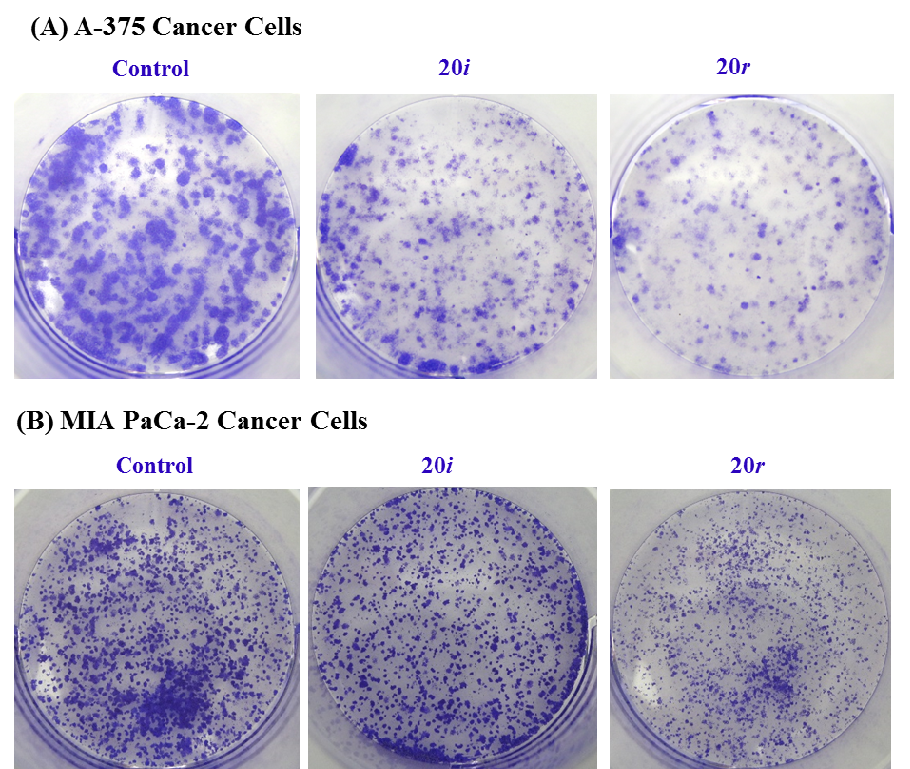 (A) A-375 Cancer Cells
Control 20i 20r
(B) MIA PaCa-2 Cancer Cells
Control 20i 20r